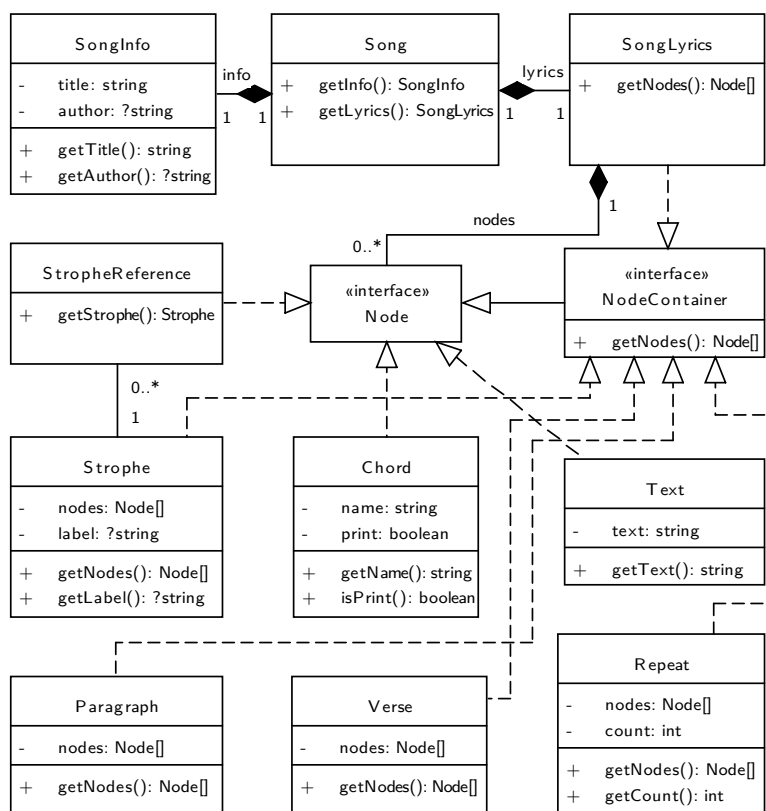 SongInfo
- title: string
- author: ?string
+ getTitle(): string
+ getAuthor(): ?string
info
1
1
Song
+ getInfo(): SongInfo
+ getLyrics(): SongLyrics
lyrics
1
1
SongLyrics
+ getNodes(): Node[]
1
nodes
0..*
StropheReference
+ getStrophe(): Strophe
«interface»
Node
«interface»
NodeContainer
+ getNodes(): Node[]
0..*
1
Strophe
- nodes: Node[]
- label: ?string
+ getNodes(): Node[]
+ getLabel(): ?string
Chord
- name: string
- print: boolean
+ getName(): string
+ isPrint(): boolean
Text
- text: string
+ getText(): string
Paragraph
- nodes: Node[]
+ getNodes(): Node[]
Verse
- nodes: Node[]
+ getNodes(): Node[]
Repeat
- nodes: Node[]
- count: int
+ getNodes(): Node[]
+ getCount(): int